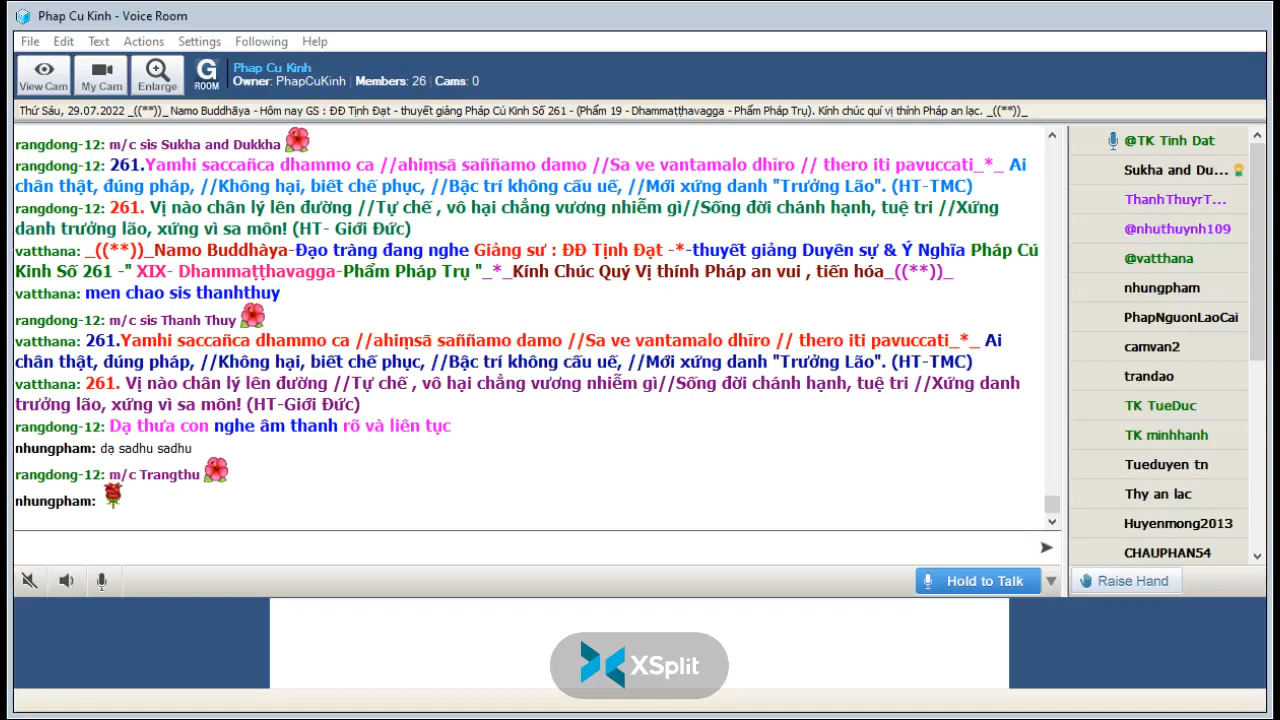 Phap Cu Kinh - Voice Room
File Edit Text Actions Settings Following Help
View Cam My Cam Enlarge G ROOM
Phap Cu Kinh
Owner: PhapCuKinh | Members: 26 | Cams: 0
Thứ Sáu, 29.07.2022 _((**))_ Namo Buddhāya - Hôm nay GS : ĐĐ Tịnh Đạt - thuyết giảng Pháp Cú Kinh Số 261 - (Phẩm 19 - Dhammaṭṭhavagga - Phẩm Pháp Trụ). Kính chúc quí vị thính Pháp an lạc. _((**))_
rangdong-12: m/c sis Sukha and Dukkha
rangdong-12: 261.Yamhi saccañca dhammo ca //ahiṃsā saññamo damo //Sa ve vantamalo dhīro // thero iti pavuccati_*_ Ai
chân thật, đúng pháp, //Không hại, biết chế phục, //Bậc trí không cấu uế, //Mới xứng danh "Trưởng Lão". (HT-TMC)
rangdong-12: 261. Vị nào chân lý lên đường //Tự chế , vô hại chẳng vương nhiễm gì//Sống đời chánh hạnh, tuệ tri //Xứng
danh trưởng lão, xứng vì sa môn! (HT- Giới Đức)
vatthana: _((**))_Namo Buddhàya-Đạo tràng đang nghe Giảng sư : ĐĐ Tịnh Đạt -*-thuyết giảng Duyên sự & Ý Nghĩa Pháp Cú
Kinh Số 261 -" XIX- Dhammaṭṭhavagga-Phẩm Pháp Trụ "_*_Kính Chúc Quý Vị thính Pháp an vui , tiến hóa_((**))_
vatthana: men chao sis thanhthuy
rangdong-12: m/c sis Thanh Thuy
vatthana: 261.Yamhi saccañca dhammo ca //ahiṃsā saññamo damo //Sa ve vantamalo dhīro // thero iti pavuccati_*_ Ai
chân thật, đúng pháp, //Không hại, biết chế phục, //Bậc trí không cấu uế, //Mới xứng danh "Trưởng Lão". (HT-TMC)
vatthana: 261. Vị nào chân lý lên đường //Tự chế , vô hại chẳng vương nhiễm gì//Sống đời chánh hạnh, tuệ tri //Xứng danh
trưởng lão, xứng vì sa môn! (HT-Giới Đức)
rangdong-12: Dạ thưa con nghe âm thanh rõ và liên tục
nhungpham: dạ sadhu sadhu
rangdong-12: m/c Trangthu
nhungpham:
Hold to Talk
@TK Tinh Dat
Sukha and Du...
ThanhThuyrT...
@nhuthuynh109
@vatthana
nhungpham
PhapNguonLaoCai
camvan2
trandao
TK TueDuc
TK minhhanh
Tueduyen tn
Thy an lac
Huyenmong2013
CHAUPHAN54
Raise Hand
XSplit